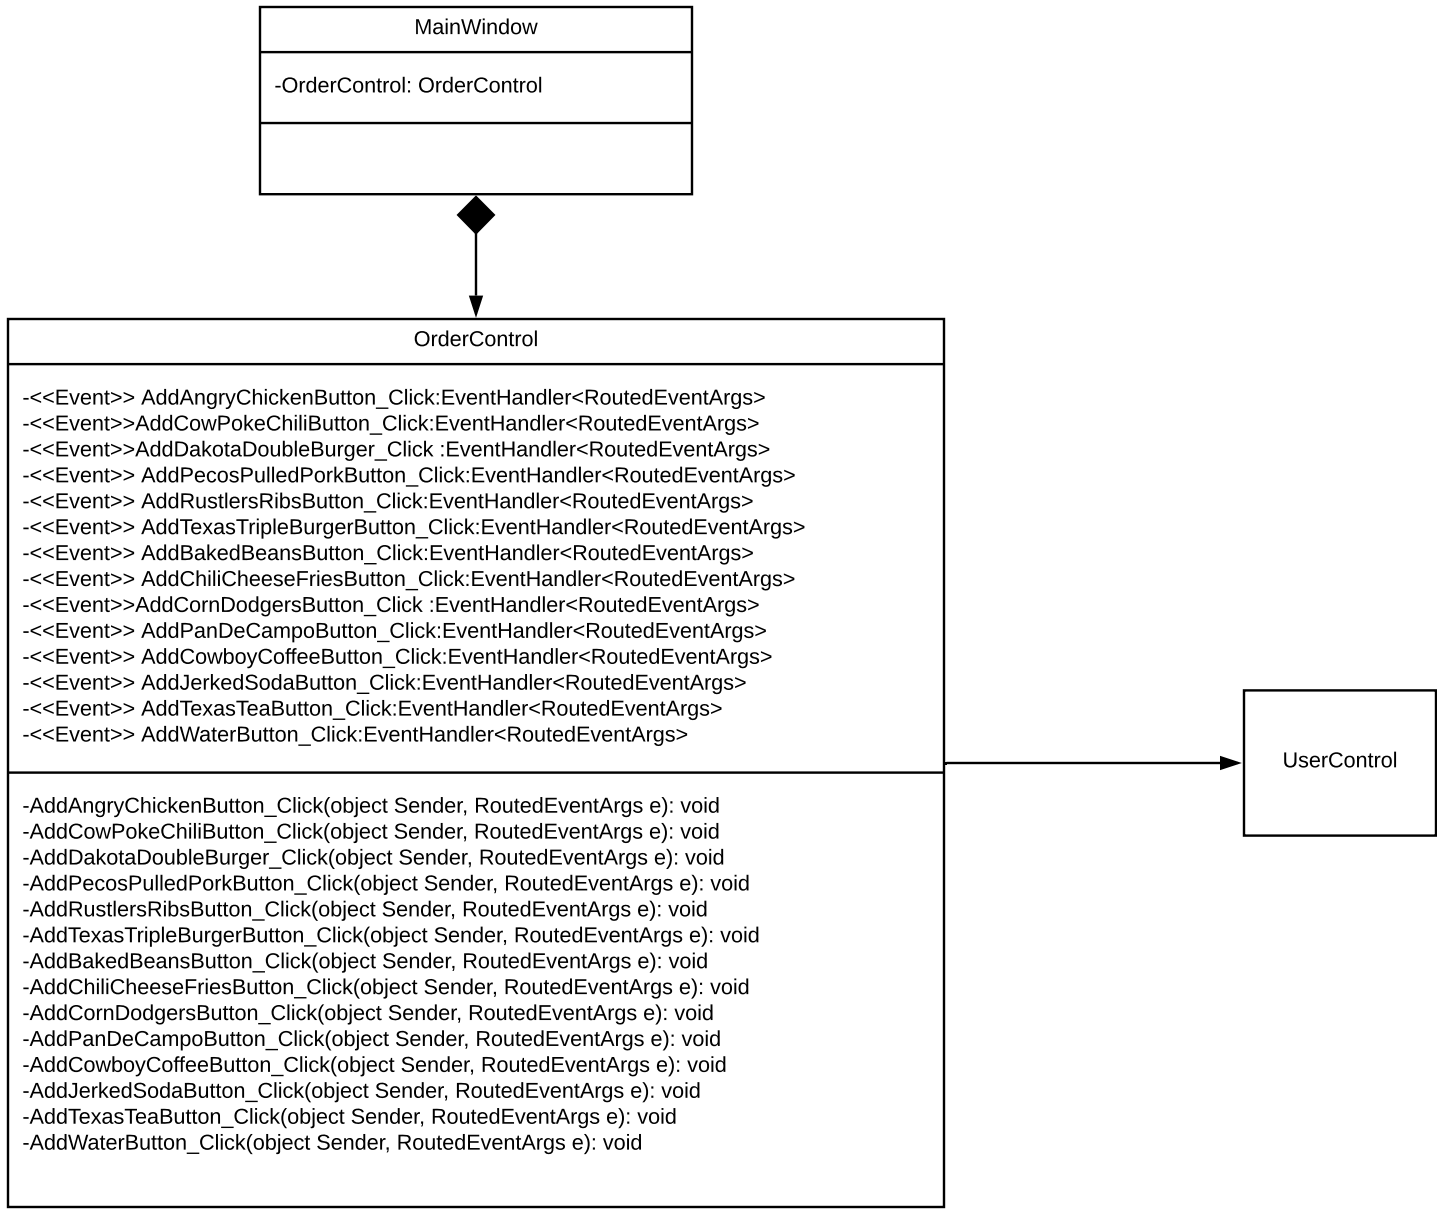 MainWindow
-OrderControl: OrderControl
OrderControl
-<<Event>> AddAngryChickenButton_Click:EventHandler<RoutedEventArgs>
-<<Event>>AddCowPokeChiliButton_Click:EventHandler<RoutedEventArgs>
-<<Event>>AddDakotaDoubleBurger_Click :EventHandler<RoutedEventArgs>
-<<Event>> AddPecosPulledPorkButton_Click:EventHandler<RoutedEventArgs>
-<<Event>> AddRustlersRibsButton_Click:EventHandler<RoutedEventArgs>
-<<Event>> AddTexasTripleBurgerButton_Click:EventHandler<RoutedEventArgs>
-<<Event>> AddBakedBeansButton_Click:EventHandler<RoutedEventArgs>
-<<Event>> AddChiliCheeseFriesButton_Click:EventHandler<RoutedEventArgs>
-<<Event>>AddCornDodgersButton_Click :EventHandler<RoutedEventArgs>
-<<Event>> AddPanDeCampoButton_Click:EventHandler<RoutedEventArgs>
-<<Event>> AddCowboyCoffeeButton_Click:EventHandler<RoutedEventArgs>
-<<Event>> AddJerkedSodaButton_Click:EventHandler<RoutedEventArgs>
-<<Event>> AddTexasTeaButton_Click:EventHandler<RoutedEventArgs>
-<<Event>> AddWaterButton_Click:EventHandler<RoutedEventArgs>
UserControl
-AddAngryChickenButton_Click(object Sender, RoutedEventArgs e): void
-AddCowPokeChiliButton_Click(object Sender, RoutedEventArgs e): void
-AddDakotaDoubleBurger_Click(object Sender, RoutedEventArgs e): void
-AddPecosPulledPorkButton_Click(object Sender, RoutedEventArgs e): void
-AddRustlersRibsButton_Click(object Sender, RoutedEventArgs e): void
-AddTexasTripleBurgerButton_Click(object Sender, RoutedEventArgs e): void
-AddBakedBeansButton_Click(object Sender, RoutedEventArgs e): void
-AddChiliCheeseFriesButton_Click(object Sender, RoutedEventArgs e): void
-AddCornDodgersButton_Click(object Sender, RoutedEventArgs e): void
-AddPanDeCampoButton_Click(object Sender, RoutedEventArgs e): void
-AddCowboyCoffeeButton_Click(object Sender, RoutedEventArgs e): void
-AddJerkedSodaButton_Click(object Sender, RoutedEventArgs e): void
-AddTexasTeaButton_Click(object Sender, RoutedEventArgs e): void
-AddWaterButton_Click(object Sender, RoutedEventArgs e): void